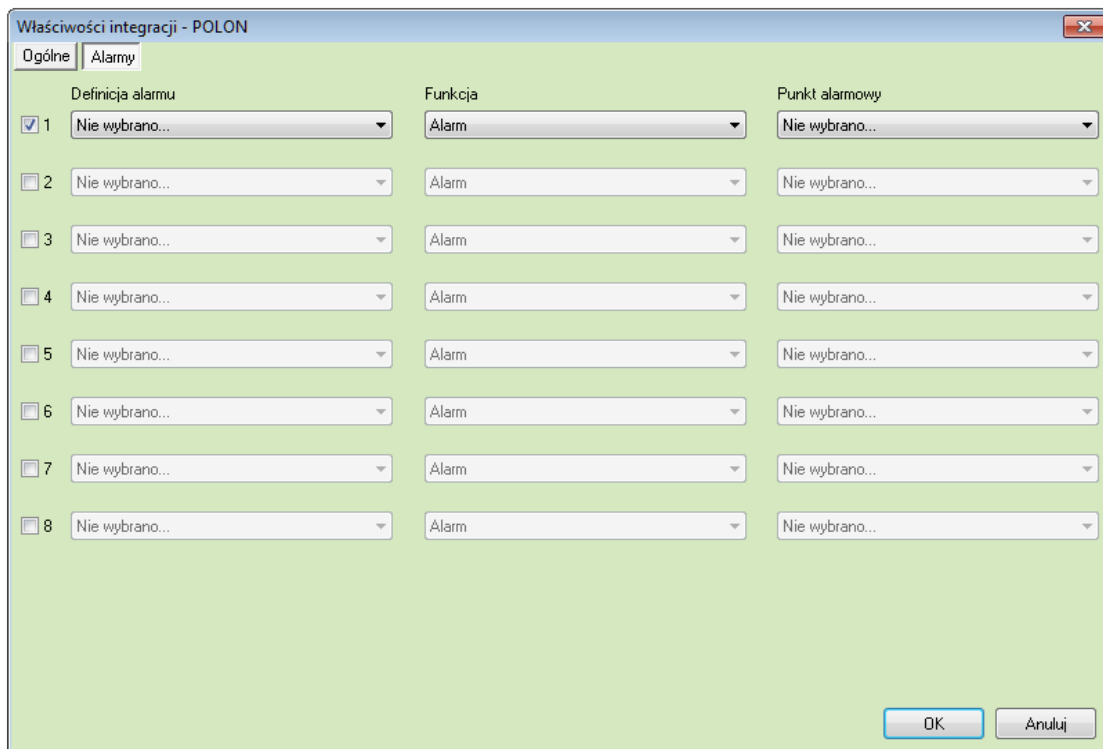 Właściwości integracji - POLON
Ogólne Alarmy
Definicja alarmu Funkcja Punkt alarmowy
1 Nie wybrano... Alarm Nie wybrano...
2 Nie wybrano... Alarm Nie wybrano...
3 Nie wybrano... Alarm Nie wybrano...
4 Nie wybrano... Alarm Nie wybrano...
5 Nie wybrano... Alarm Nie wybrano...
6 Nie wybrano... Alarm Nie wybrano...
7 Nie wybrano... Alarm Nie wybrano...
8 Nie wybrano... Alarm Nie wybrano...
OK Anuluj